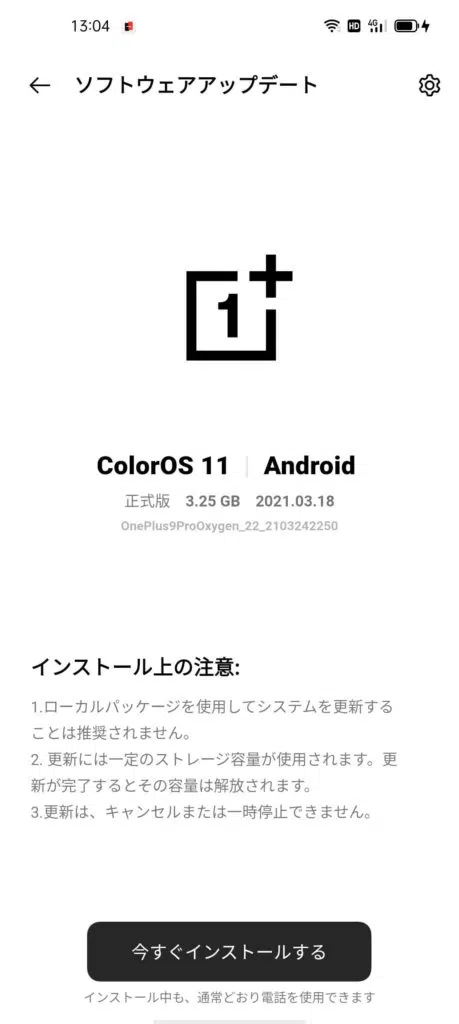 13:04 HD 4G
ソフトウェアアップデート
1
ColorOS 11 | Android
正式版 3.25 GB 2021.03.18
OnePlus9ProOxygen_22_2103242250
インストール上の注意:
1.ローカルパッケージを使用してシステムを更新する
ことは推奨されません。
2. 更新には一定のストレージ容量が使用されます。更
新が完了するとその容量は解放されます。
3.更新は、キャンセルまたは一時停止できません。
今すぐインストールする
インストール中も、通常どおり電話を使用できます